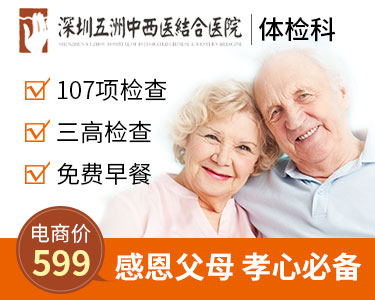 深圳五洲中西医结合医院 | 体检科
107项检查
三高检查
免费早餐
电商价
599
感恩父母 孝心必备